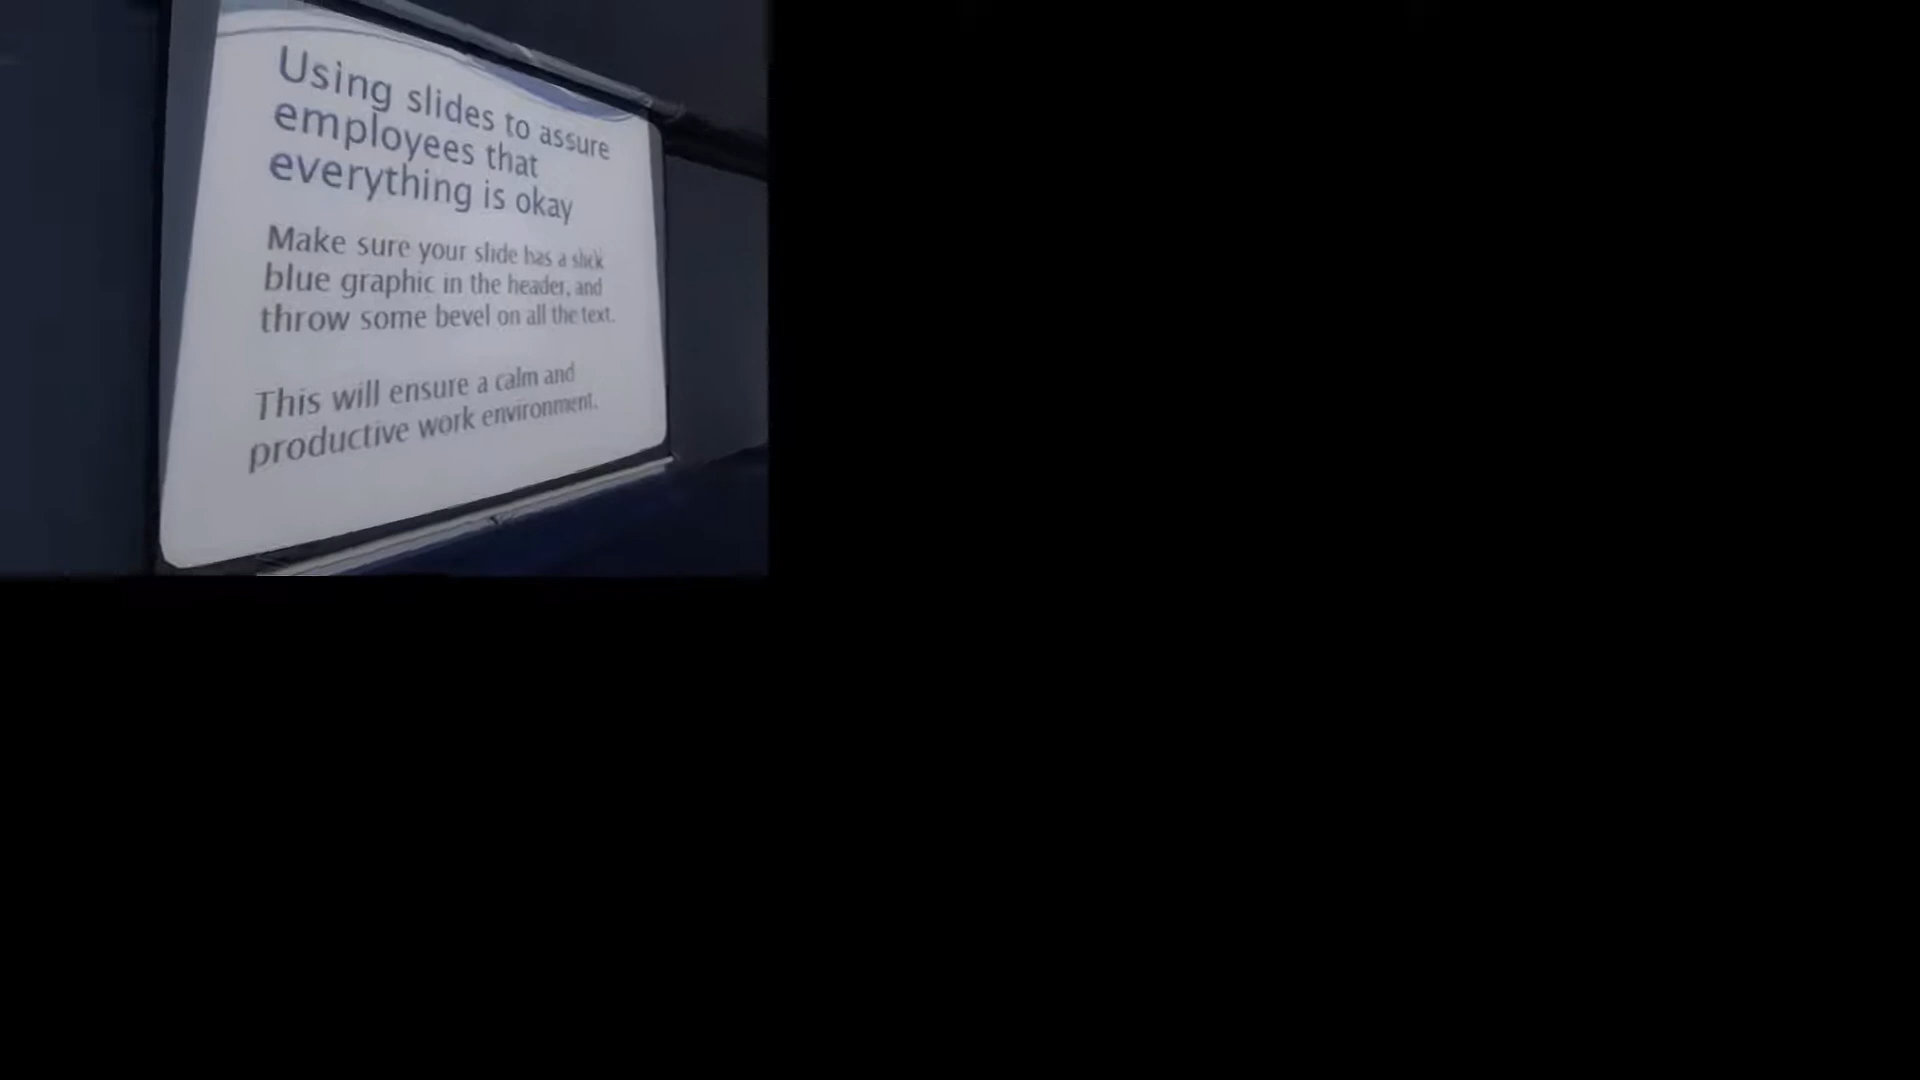 Using slides to assure
employees that
everything is okay
Make sure your slide has a slick
blue graphic in the header, and
throw some bevel on all the text.
This will ensure a calm and
productive work environment.